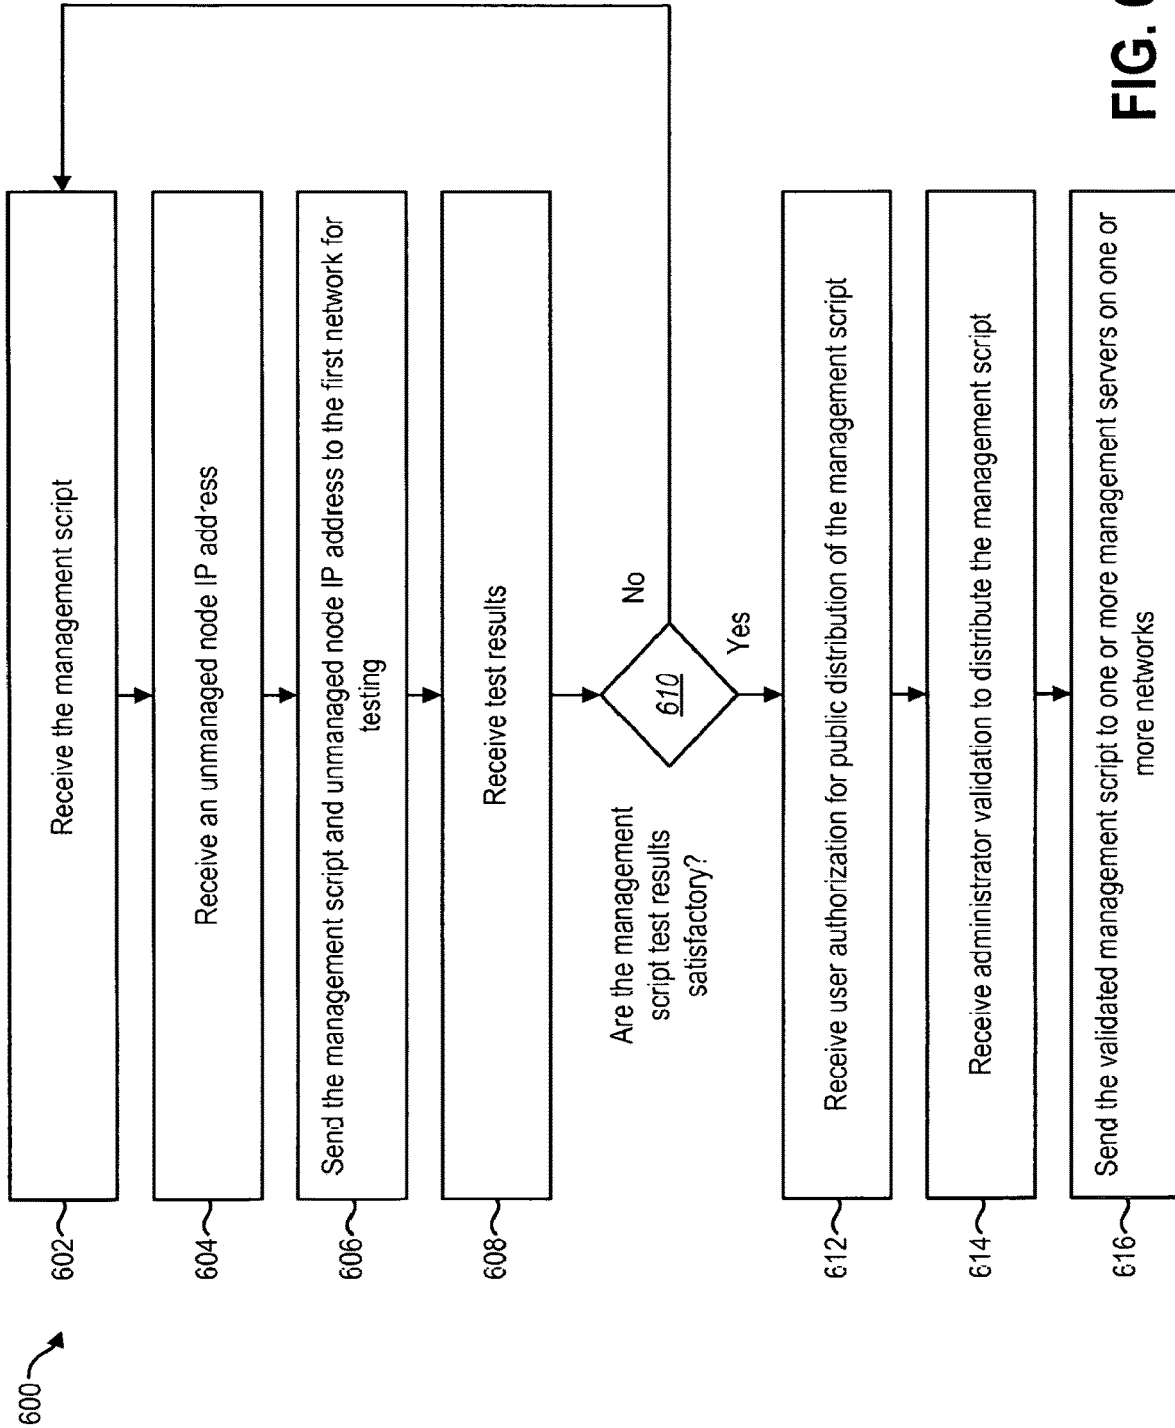 600
602
Receive the management script
604
Receive an unmanaged node IP address
606
Send the management script and unmanaged node IP address to the first network for
testing
608
Receive test results
Are the management
script test results
satisfactory?
610
No
Yes
612
Receive user authorization for public distribution of the management script
614
Receive administrator validation to distribute the management script
616
Send the validated management script to one or more management servers on one or
more networks
FIG.